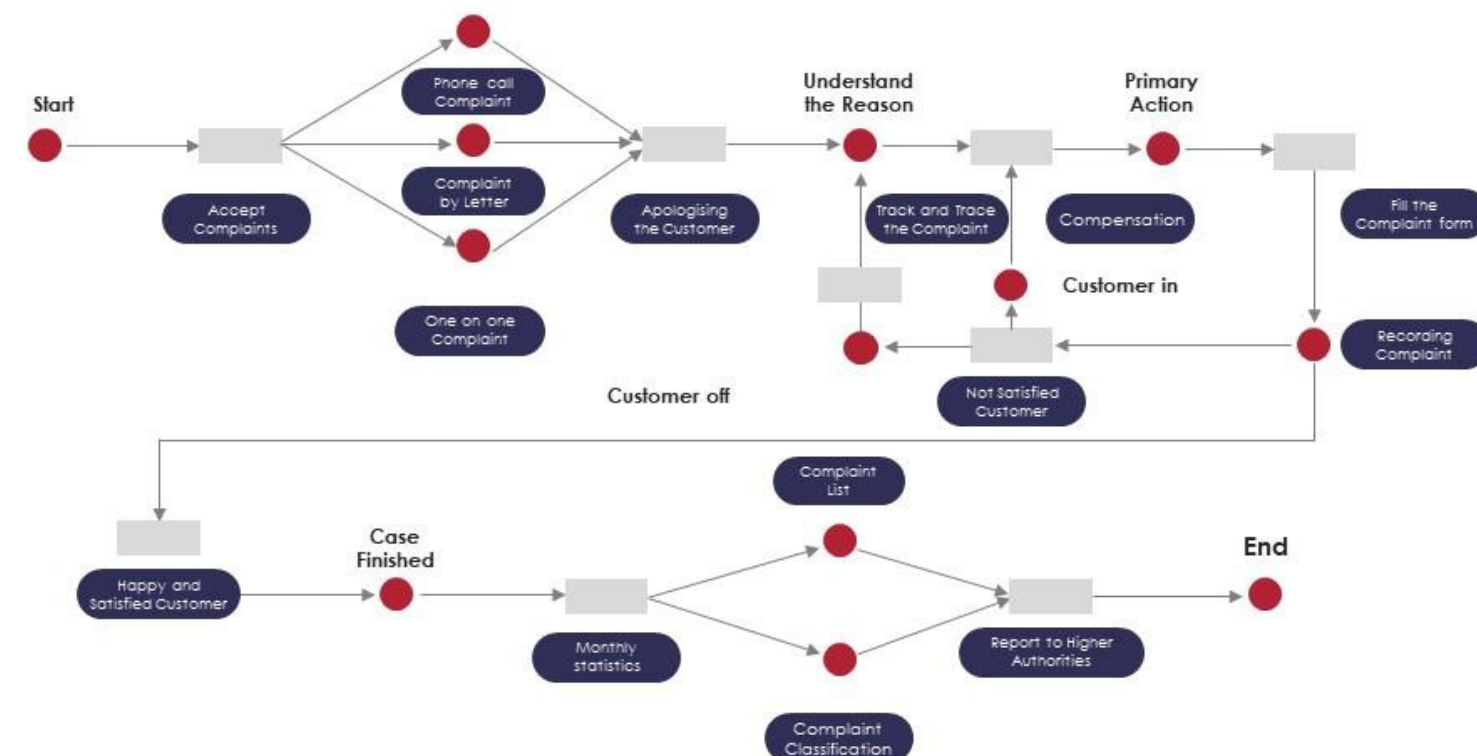 Start
Accept
Complaints
Phone call
Complaint
Complaint
by Letter
One on one
Complaint
Apologising
the Customer
Understand
the Reason
Track and Trace
the Complaint
Primary
Action
Compensation
Fill the
Complaint form
Customer in
Recording
Complaint
Not Satisfied
Customer
Customer off
Happy and
Satisfied Customer
Case
Finished
Monthly
statistics
Complaint
List
Complaint
Classification
Report to Higher
Authorities
End